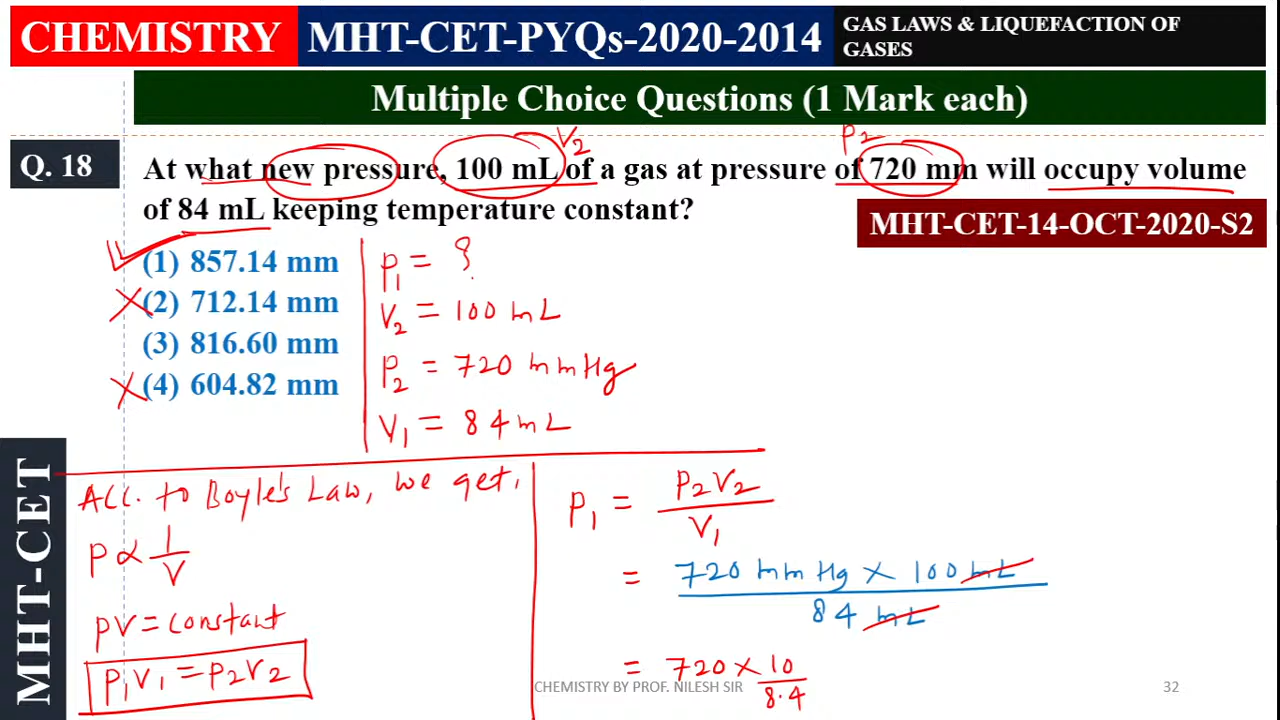 CHEMISTRY MHT-CET-PYQs-2020-2014 GAS LAWS & LIQUEFACTION OF
GASES
Multiple Choice Questions (1 Mark each)
V₂ P₂
Q. 18 At what new pressure, 100 mL of a gas at pressure of 720 mm will occupy volume
of 84 mL keeping temperature constant?
MHT-CET-14-OCT-2020-S2
(1) 857.14 mm
(2) 712.14 mm
(3) 816.60 mm
(4) 604.82 mm
P₁ = ?
V₂ = 100 mL
P₂ = 720 mmHg
V₁ = 84 mL
MHT-CET
Acc. to Boyle's Law, we get,
P ∝ 1/V
PV = constant
P₁V₁ = P₂V₂
P₁ = P₂V₂ / V₁
= 720 mmHg × 100 mL / 84 mL
= 720 × 10 / 8.4
CHEMISTRY BY PROF. NILESH SIR
32